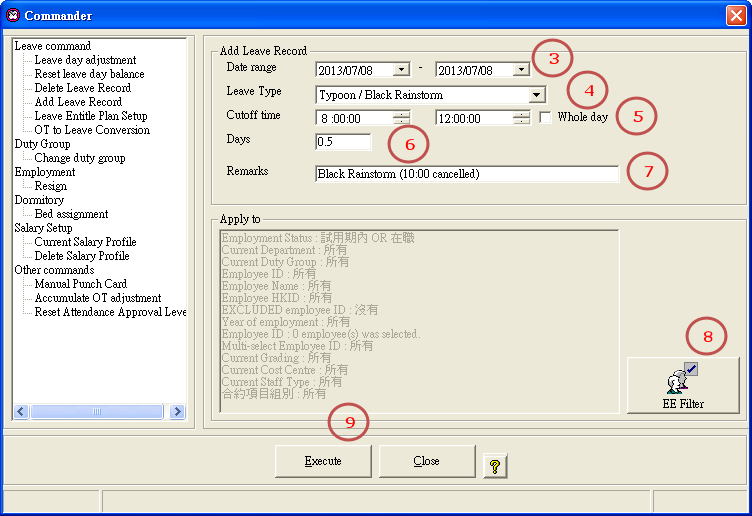 Commander
Leave command
Leave day adjustment
Reset leave day balance
Delete Leave Record
Add Leave Record
Leave Entitle Plan Setup
OT to Leave Conversion
Duty Group
Change duty group
Employment
Resign
Dormitory
Bed assignment
Salary Setup
Current Salary Profile
Delete Salary Profile
Other commands
Manual Punch Card
Accumulate OT adjustment
Reset Attendance Approval Leve
Add Leave Record
Date range 2013/07/08 - 2013/07/08 3
Leave Type Typoon / Black Rainstorm 4
Cutoff time 8 :00:00 12:00:00 Whole day 5
Days 0.5 6
Remarks Black Rainstorm (10:00 cancelled) 7
Apply to
Employment Status : 試用期內 OR 在職
Current Department : 所有
Current Duty Group : 所有
Employee ID : 所有
Employee Name : 所有
Employee HKID : 所有
EXCLUDED employee ID : 沒有
Year of employment : 所有
Employee ID : 0 employee(s) was selected.
Multi-select Employee ID : 所有
Current Grading : 所有
Current Cost Centre : 所有
Current Staff Type : 所有
合約項目組別 : 所有
8
EE Filter
9
Execute Close ?